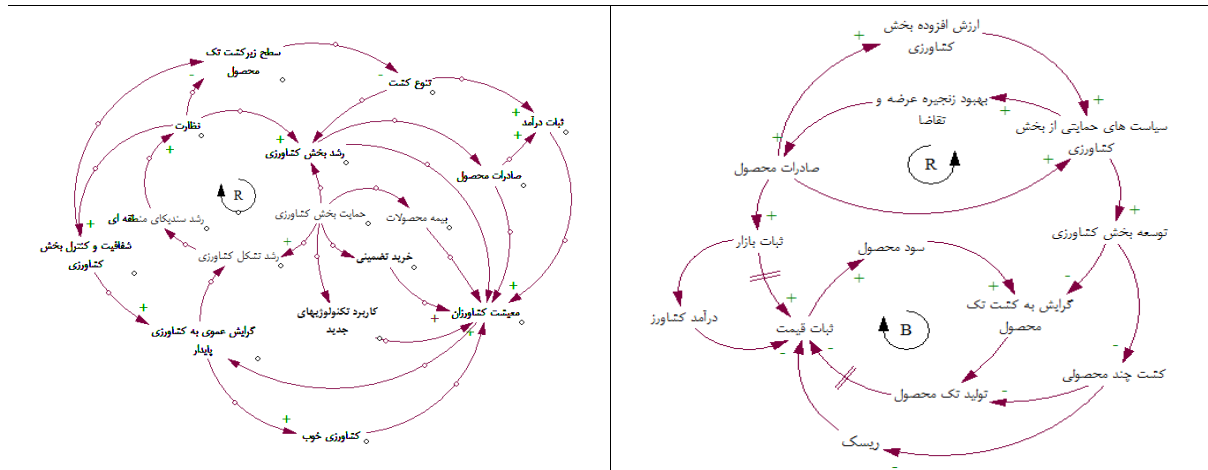 سطح زیرکشت تک
محصول
تنوع کشت
ثبات درآمد
نظارت
رشد بخش کشاورزی
صادرات محصول
رشد سندیکای منطقه ای
R
حمایت بخش کشاورزی
بیمه محصولات
شفافیت و کنترل بخش
کشاورزی
رشد تشکل کشاورزی
خرید تضمینی
معیشت کشاورزان
کاربرد تکنولوژیهای
جدید
گرایش عموی به کشاورزی
پایدار
کشاورزی خوب
ارزش افزوده بخش
کشاورزی
بهبود زنجیره عرضه و
تقاضا
سیاست های حمایتی از بخش
کشاورزی
صادرات محصول
R
ثبات بازار
توسعه بخش کشاورزی
سود محصول
گرایش به کشت تک
محصول
درآمد کشاورز
ثبات قیمت
B
کشت چند محصولی
تولید تک محصول
ریسک